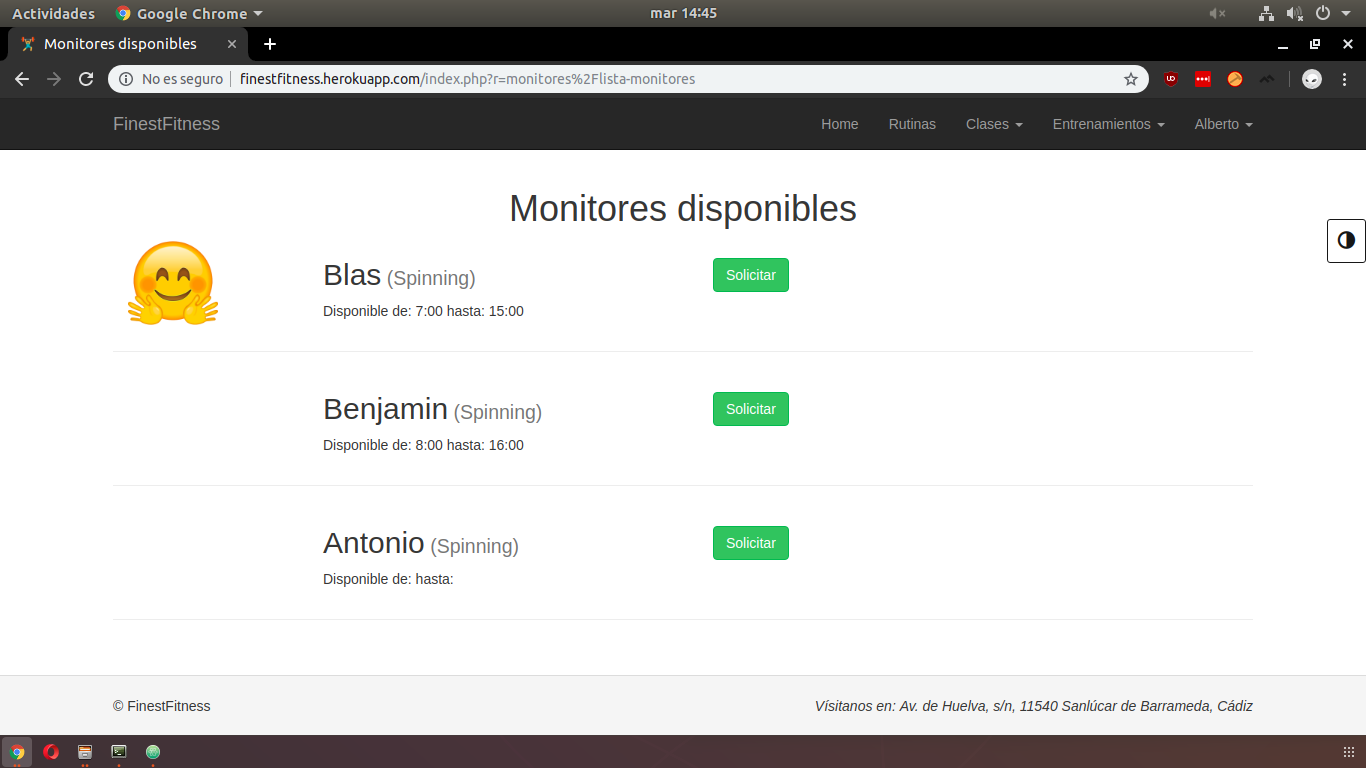 Actividades Google Chrome mar 14:45
Monitores disponibles
No es seguro finestfitness.herokuapp.com/index.php?r=monitores%2Flista-monitores
FinestFitness Home Rutinas Clases Entrenamientos Alberto
Monitores disponibles
Blas (Spinning) Solicitar
Disponible de: 7:00 hasta: 15:00
Benjamin (Spinning) Solicitar
Disponible de: 8:00 hasta: 16:00
Antonio (Spinning) Solicitar
Disponible de: hasta:
© FinestFitness Vísitanos en: Av. de Huelva, s/n, 11540 Sanlúcar de Barrameda, Cádiz